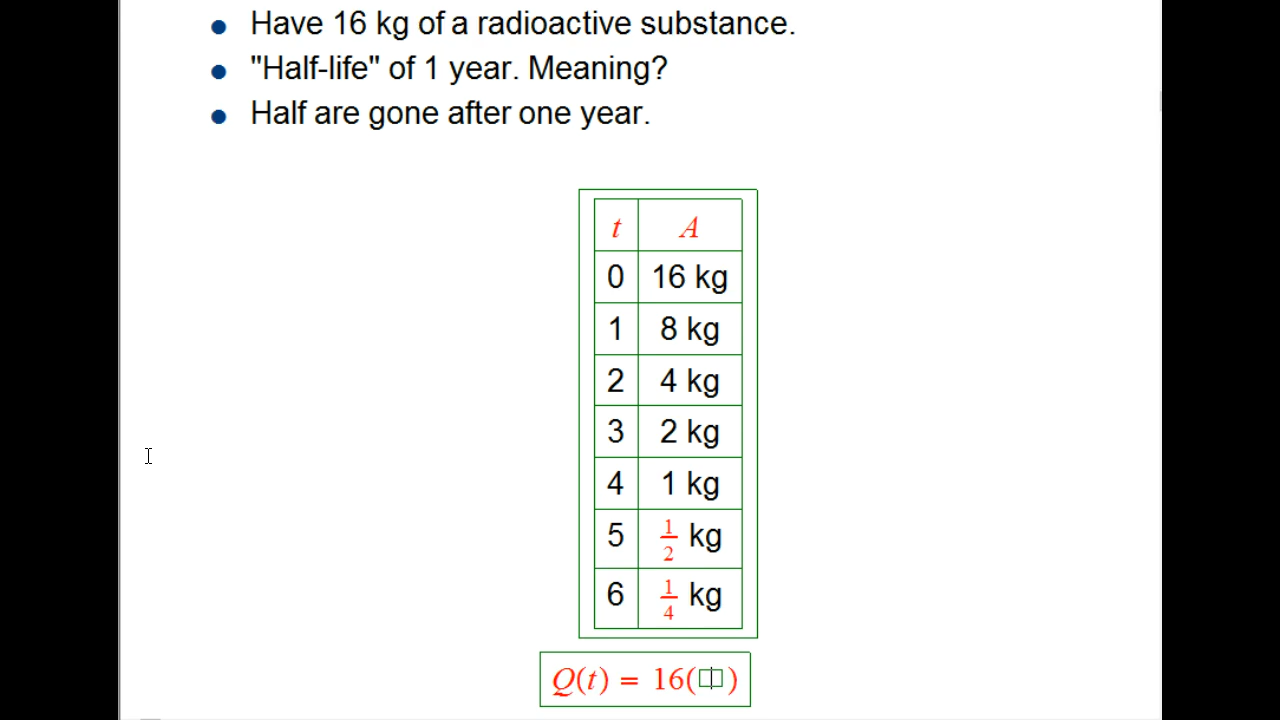 Have 16 kg of a radioactive substance.
"Half-life" of 1 year. Meaning?
Half are gone after one year.
t A
0 16 kg
1 8 kg
2 4 kg
3 2 kg
4 1 kg
5 1/2 kg
6 1/4 kg
Q(t) = 16( )